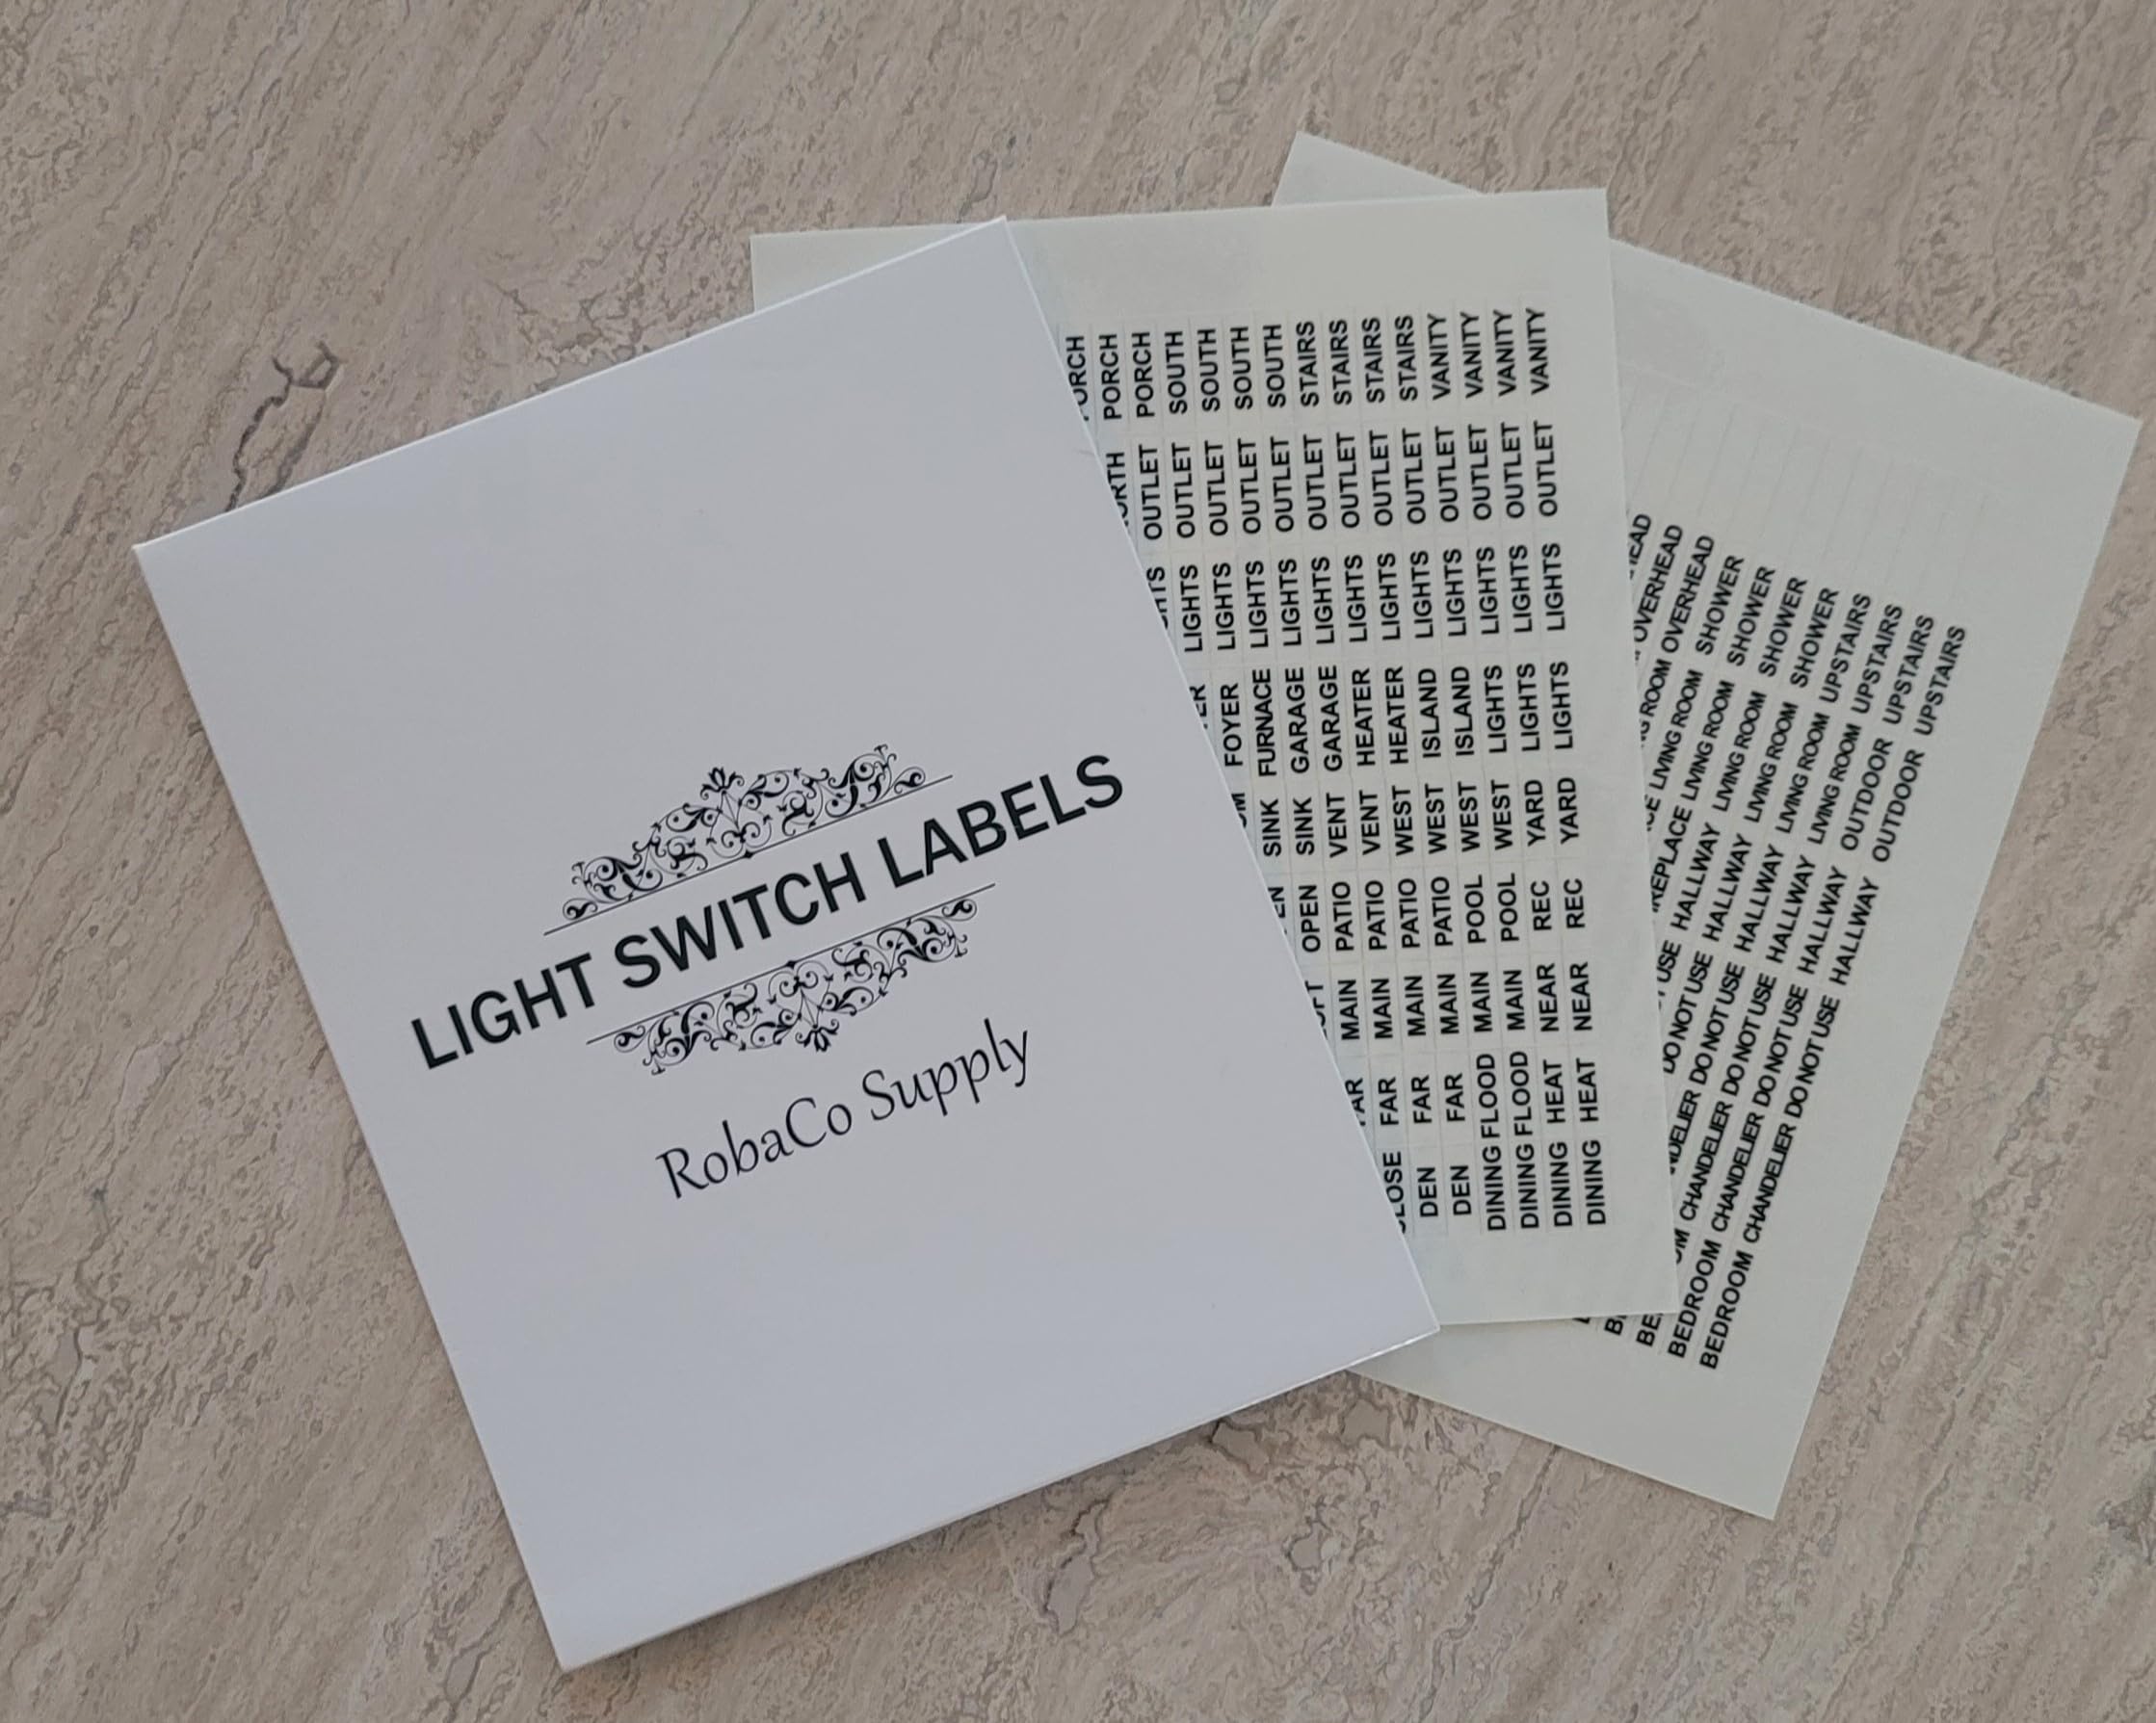 LIGHT SWITCH LABELS
RobaCo Supply
PORCH
OUTLET PORCH
LIGHTS OUTLET SOUTH
FOYER LIGHTS OUTLET SOUTH
SINK FURNACE LIGHTS OUTLET SOUTH
OPEN SINK GARAGE LIGHTS OUTLET SOUTH
MAIN PATIO VENT GARAGE LIGHTS OUTLET STAIRS
FAR MAIN PATIO VENT HEATER LIGHTS OUTLET STAIRS
DEN FAR MAIN PATIO WEST HEATER LIGHTS OUTLET STAIRS
DEN FAR MAIN PATIO WEST ISLAND LIGHTS OUTLET STAIRS
DINING FLOOD MAIN POOL WEST ISLAND LIGHTS OUTLET VANITY
DINING FLOOD MAIN POOL WEST LIGHTS LIGHTS OUTLET VANITY
DINING HEAT NEAR REC YARD LIGHTS LIGHTS OUTLET VANITY
DINING HEAT NEAR REC YARD LIGHTS LIGHTS OUTLET VANITY
OVERHEAD
ROOM OVERHEAD
LIVING ROOM SHOWER
LIVING ROOM SHOWER
HALLWAY LIVING ROOM SHOWER
DO NOT USE HALLWAY LIVING ROOM SHOWER
DO NOT USE HALLWAY LIVING ROOM UPSTAIRS
CHANDELIER DO NOT USE HALLWAY LIVING ROOM UPSTAIRS
BEDROOM CHANDELIER DO NOT USE HALLWAY OUTDOOR UPSTAIRS
BEDROOM CHANDELIER DO NOT USE HALLWAY OUTDOOR UPSTAIRS